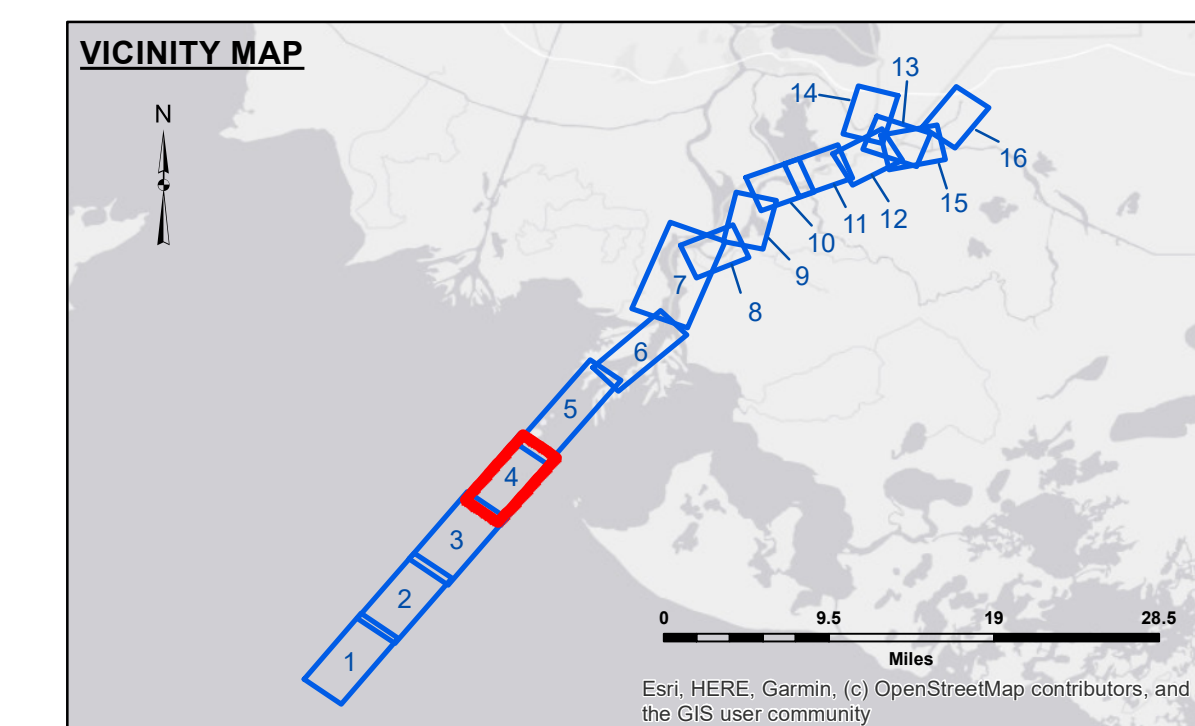 VICINITY MAP
N
13
14
16
15
12
11
10
9
8
7
6
5
4
3
2
1
0 9.5 19 28.5
Miles
Esri, HERE, Garmin, (c) OpenStreetMap contributors, and
the GIS user community